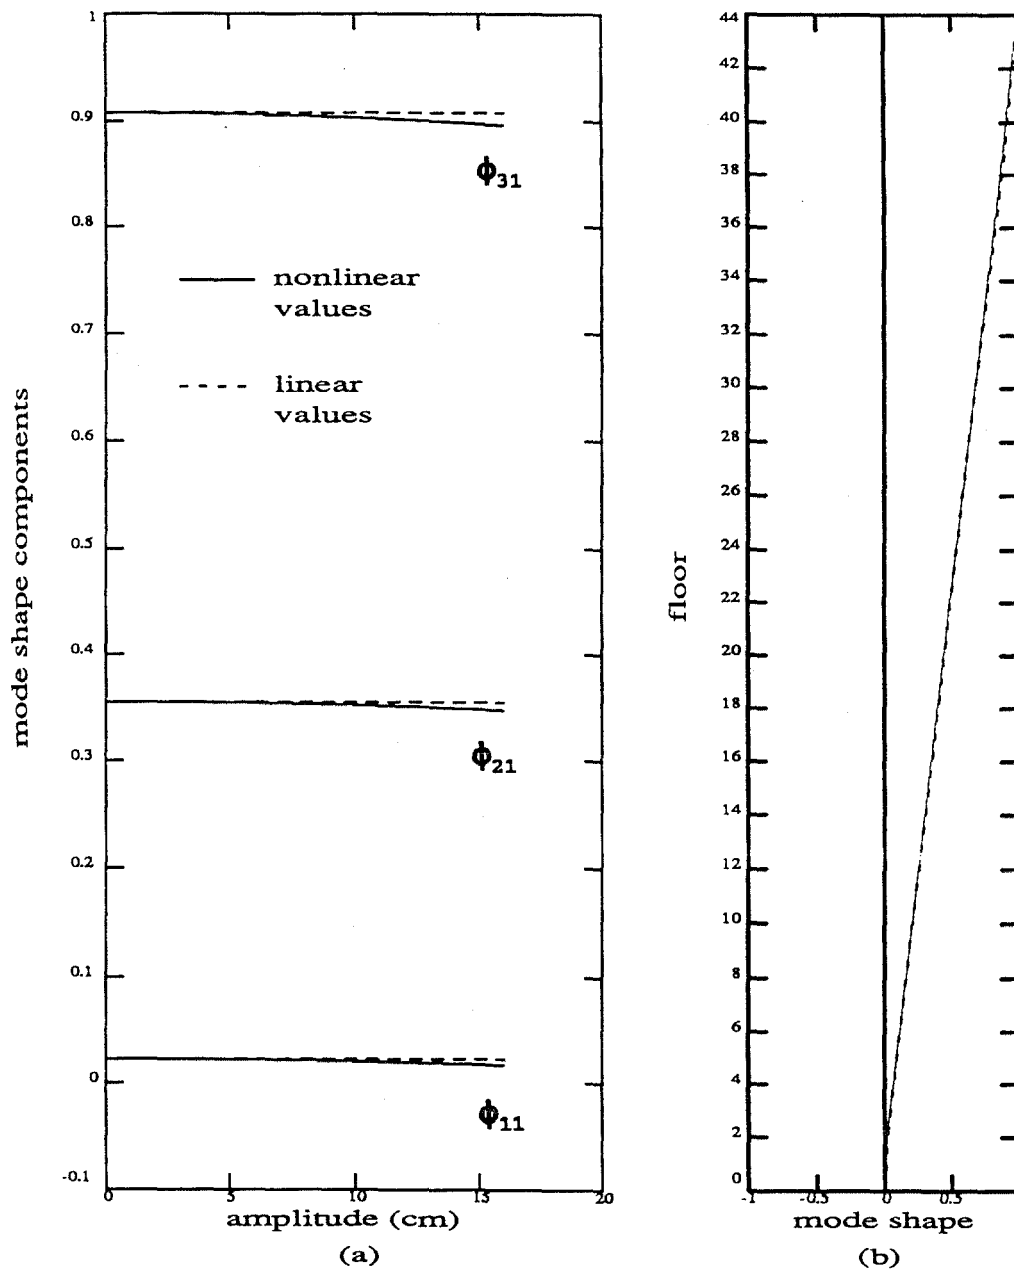 1
0.9
0.8
0.7
0.6
0.5
0.4
0.3
0.2
0.1
0
-0.1
mode shape components
ϕ31
nonlinear
values
linear
values
ϕ21
ϕ11
0 5 10 15 20
amplitude (cm)
(a)
44
42
40
38
36
34
32
30
28
26
24
22
20
18
16
14
12
10
8
6
4
2
0
floor
-1 -0.5 0 0.5
mode shape
(b)